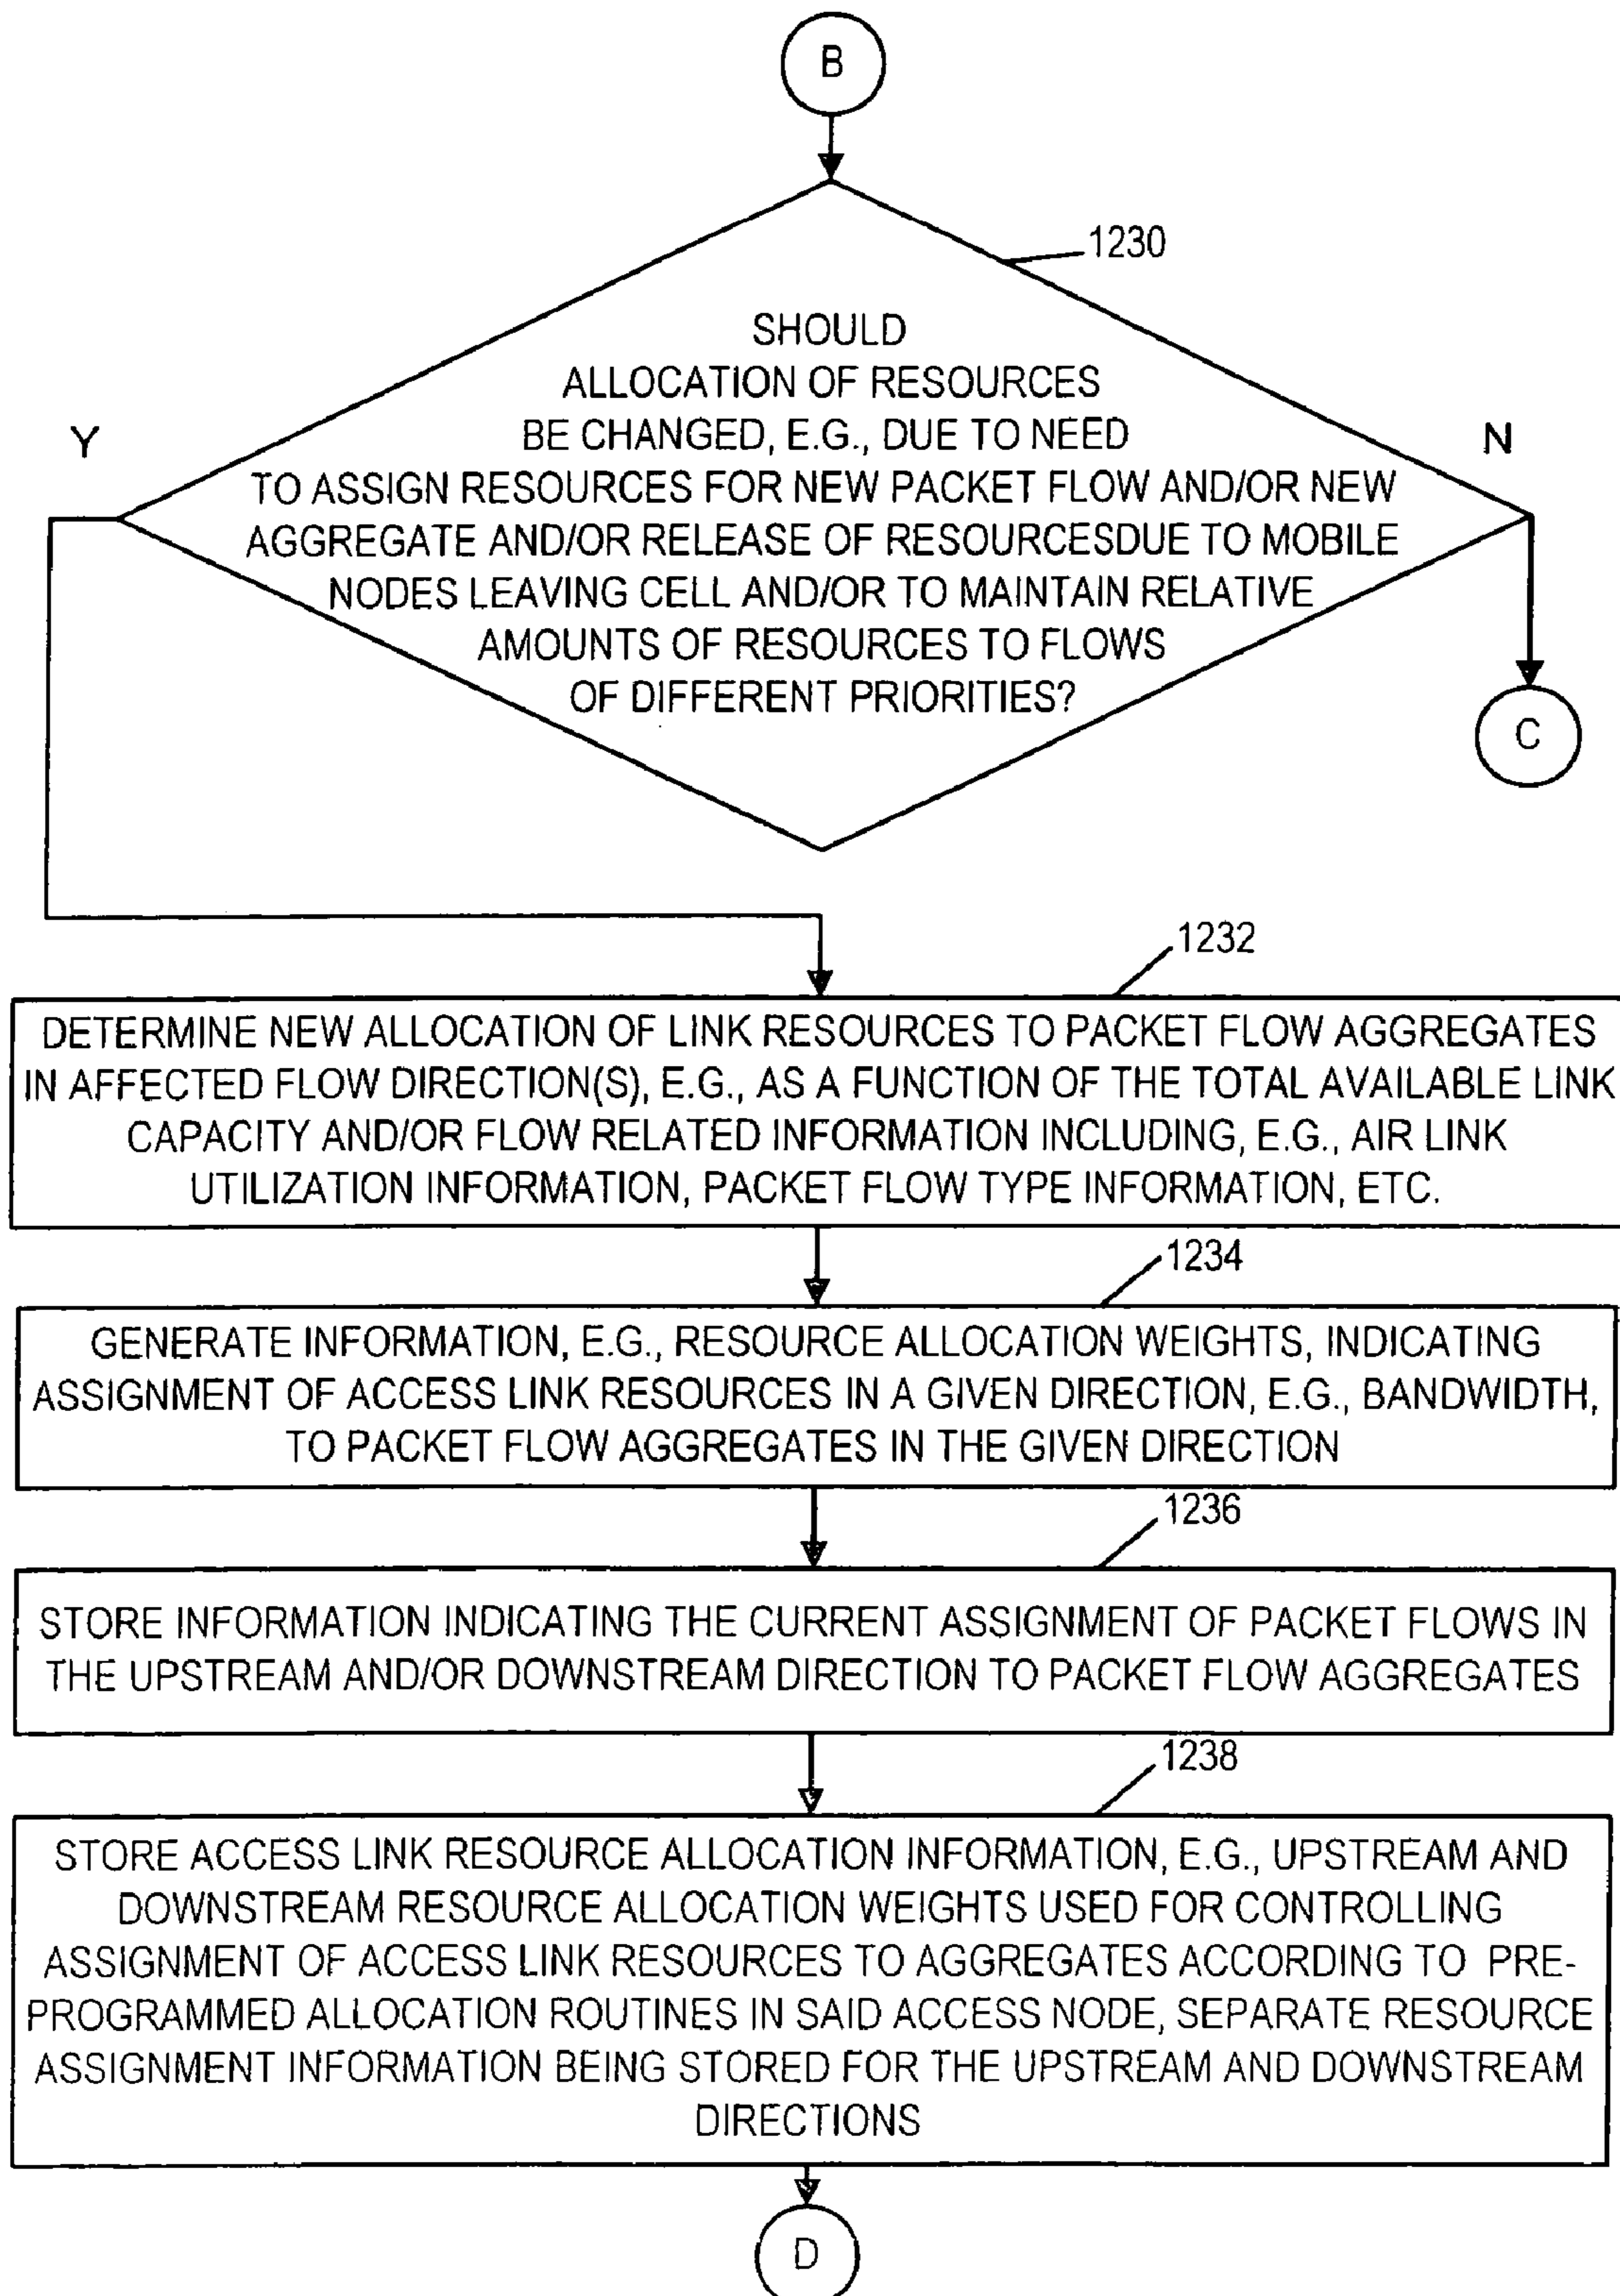 B
1230
SHOULD
ALLOCATION OF RESOURCES
BE CHANGED, E.G., DUE TO NEED
Y
N
TO ASSIGN RESOURCES FOR NEW PACKET FLOW AND/OR NEW
AGGREGATE AND/OR RELEASE OF RESOURCESDUE TO MOBILE
NODES LEAVING CELL AND/OR TO MAINTAIN RELATIVE
AMOUNTS OF RESOURCES TO FLOWS
OF DIFFERENT PRIORITIES?
C
1232
DETERMINE NEW ALLOCATION OF LINK RESOURCES TO PACKET FLOW AGGREGATES
IN AFFECTED FLOW DIRECTION(S), E.G., AS A FUNCTION OF THE TOTAL AVAILABLE LINK
CAPACITY AND/OR FLOW RELATED INFORMATION INCLUDING, E.G., AIR LINK
UTILIZATION INFORMATION, PACKET FLOW TYPE INFORMATION, ETC.
1234
GENERATE INFORMATION, E.G., RESOURCE ALLOCATION WEIGHTS, INDICATING
ASSIGNMENT OF ACCESS LINK RESOURCES IN A GIVEN DIRECTION, E.G., BANDWIDTH,
TO PACKET FLOW AGGREGATES IN THE GIVEN DIRECTION
1236
STORE INFORMATION INDICATING THE CURRENT ASSIGNMENT OF PACKET FLOWS IN
THE UPSTREAM AND/OR DOWNSTREAM DIRECTION TO PACKET FLOW AGGREGATES
1238
STORE ACCESS LINK RESOURCE ALLOCATION INFORMATION, E.G., UPSTREAM AND
DOWNSTREAM RESOURCE ALLOCATION WEIGHTS USED FOR CONTROLLING
ASSIGNMENT OF ACCESS LINK RESOURCES TO AGGREGATES ACCORDING TO PRE-
PROGRAMMED ALLOCATION ROUTINES IN SAID ACCESS NODE, SEPARATE RESOURCE
ASSIGNMENT INFORMATION BEING STORED FOR THE UPSTREAM AND DOWNSTREAM
DIRECTIONS
D